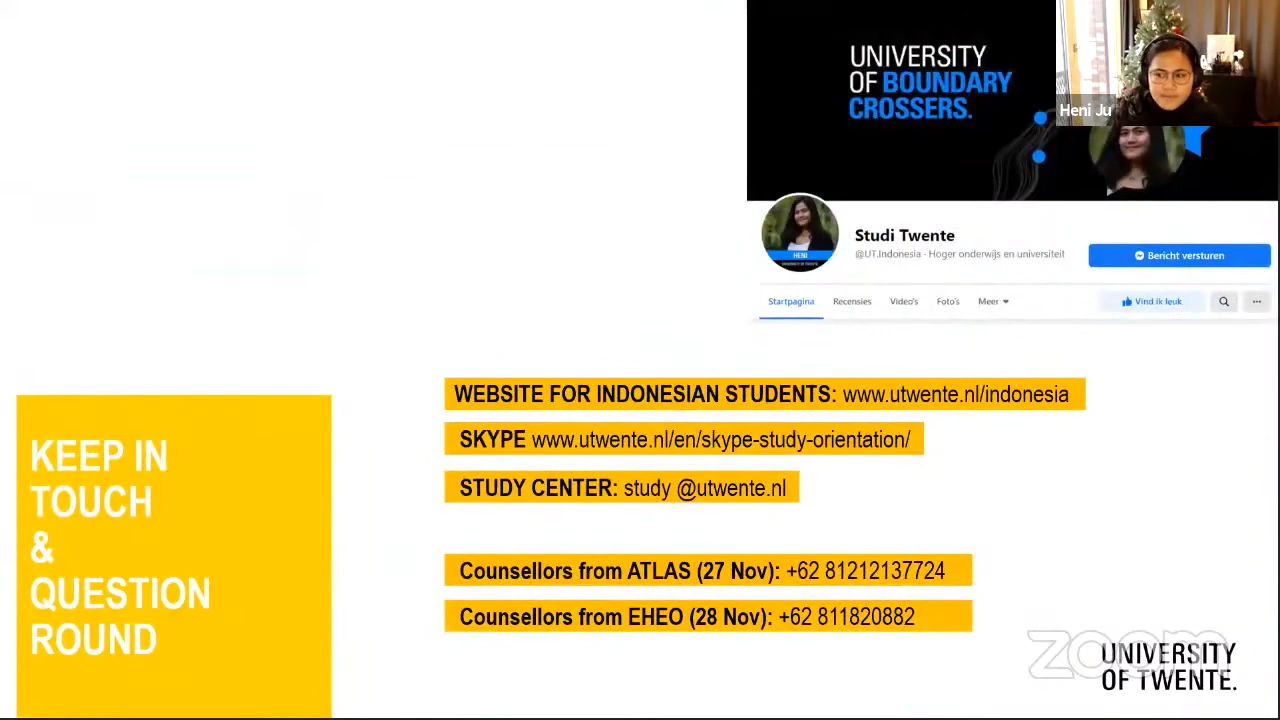 UNIVERSITY
OF BOUNDARY
CROSSERS.
Heni Ju
HENI
Studi Twente
@UT.Indonesia · Hoger onderwijs en universiteit
Bericht versturen
Startpagina Recensies Video's Foto's Meer
Vind ik leuk
WEBSITE FOR INDONESIAN STUDENTS: www.utwente.nl/indonesia
SKYPE www.utwente.nl/en/skype-study-orientation/
STUDY CENTER: study @utwente.nl
Counsellors from ATLAS (27 Nov): +62 81212137724
Counsellors from EHEO (28 Nov): +62 811820882
KEEP IN
TOUCH
&
QUESTION
ROUND
zoom
UNIVERSITY
OF TWENTE.